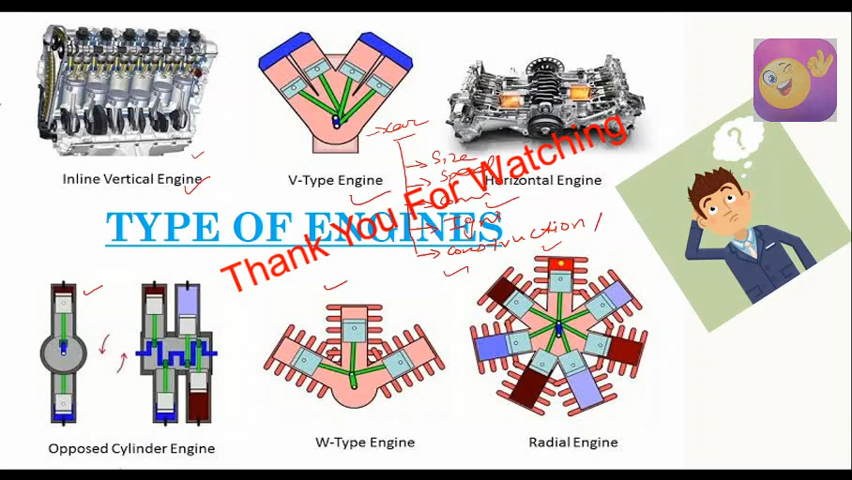 Inline Vertical Engine
V-Type Engine
Horizontal Engine
Size
Speed
TYPE OF ENGINES
Thank You For Watching
construction
?
Opposed Cylinder Engine
W-Type Engine
Radial Engine